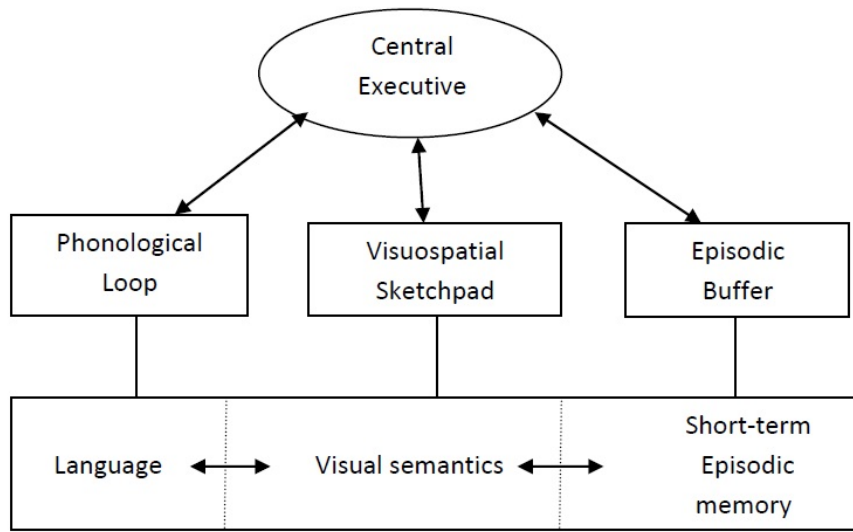 Central
Executive
Phonological
Loop
Visuospatial
Sketchpad
Episodic
Buffer
Language
Visual semantics
Short-term
Episodic
memory